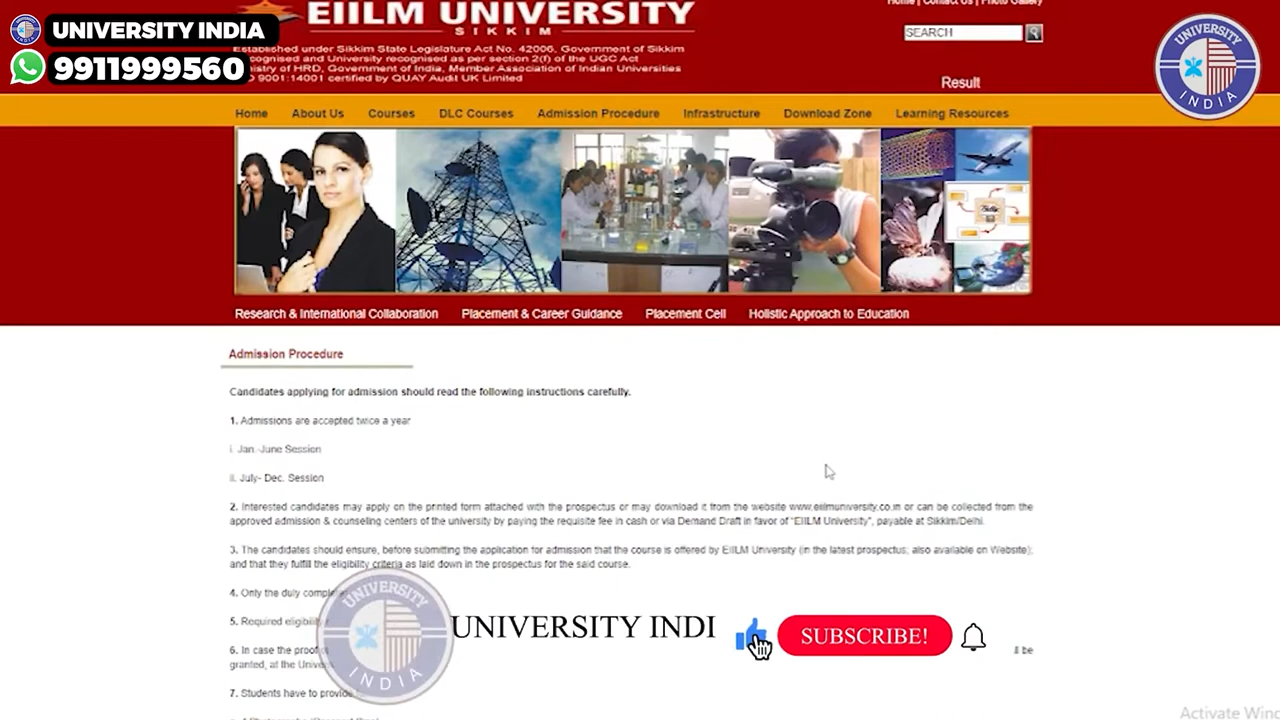 UNIVERSITY INDIA
9911999560
EIILM UNIVERSITY
SIKKIM
Established under Sikkim State Legislature Act No. 42006, Government of Sikkim
cognised and University recognised as per section 2(f) of the UGC Act
istry of HRD, Government of India, Member Association of Indian Universities
O 9001:14001 certified by QUAY Audit UK Limited
Home | Contact Us | Photo Gallery
SEARCH
Result
UNIVERSITY
INDIA
Home About Us Courses DLC Courses Admission Procedure Infrastructure Download Zone Learning Resources
Research & International Collaboration Placement & Career Guidance Placement Cell Holistic Approach to Education
Admission Procedure
Candidates applying for admission should read the following instructions carefully.
1. Admissions are accepted twice a year
i. Jan.-June Session
ii. July- Dec. Session
2. Interested candidates may apply on the printed form attached with the prospectus or may download it from the website www.eiilmuniversity.co.in or can be collected from the
approved admission & counseling centers of the university by paying the requisite fee in cash or via Demand Draft in favor of "EIILM University", payable at Sikkim/Delhi.
3. The candidates should ensure, before submitting the application for admission that the course is offered by EIILM University (in the latest prospectus; also available on Website);
and that they fulfill the eligibility criteria as laid down in the prospectus for the said course.
4. Only the duly comple
5. Required eligibility
6. In case the proof ll be
granted, at the Univers
7. Students have to provide
UNIVERSITY
INDIA
UNIVERSITY INDI
SUBSCRIBE!
Activate Wind